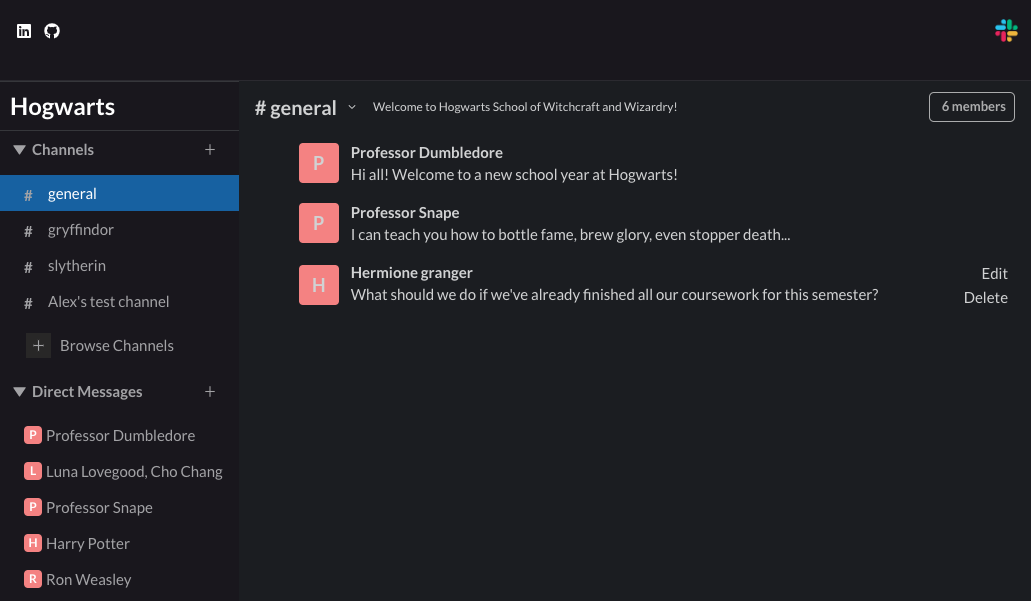 Hogwarts
Channels
# general
# gryffindor
# slytherin
# Alex's test channel
+ Browse Channels
Direct Messages
P Professor Dumbledore
L Luna Lovegood, Cho Chang
P Professor Snape
H Harry Potter
R Ron Weasley
# general Welcome to Hogwarts School of Witchcraft and Wizardry! 6 members
P
Professor Dumbledore
Hi all! Welcome to a new school year at Hogwarts!
P
Professor Snape
I can teach you how to bottle fame, brew glory, even stopper death...
H
Hermione granger
What should we do if we've already finished all our coursework for this semester?
Edit
Delete